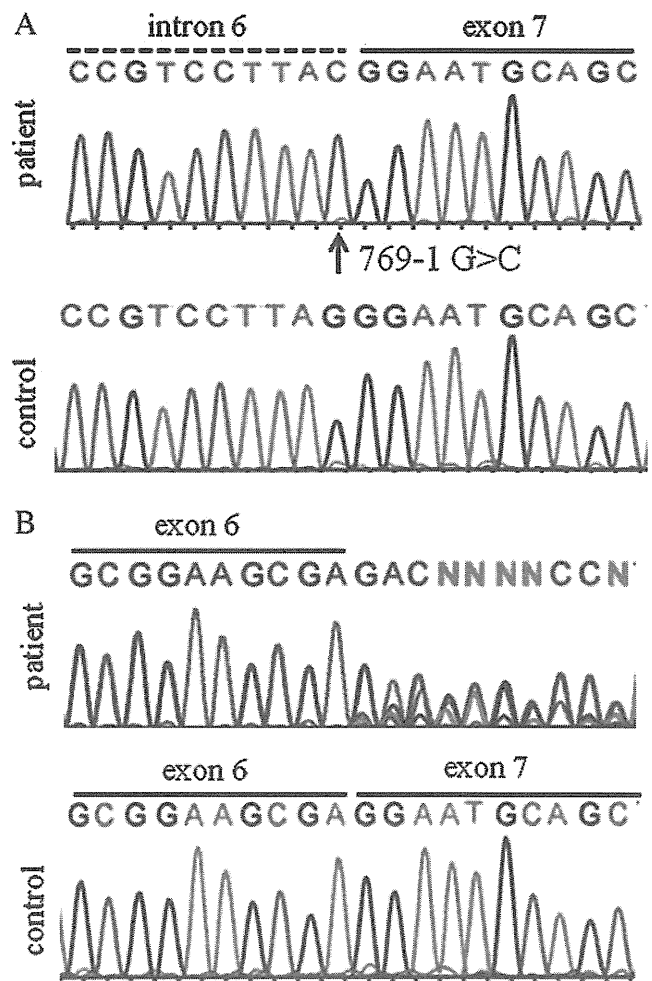 A
intron 6 exon 7
CCGTCCTTACGGAATGCAGC
patient
769-1 G>C
CCGTCCTTAGGGAATGCAGC
control
B
exon 6
GCGGAAGCGAGACNNNNCCN
patient
exon 6 exon 7
GCGGAAGCGAGGAATGCAGC
control